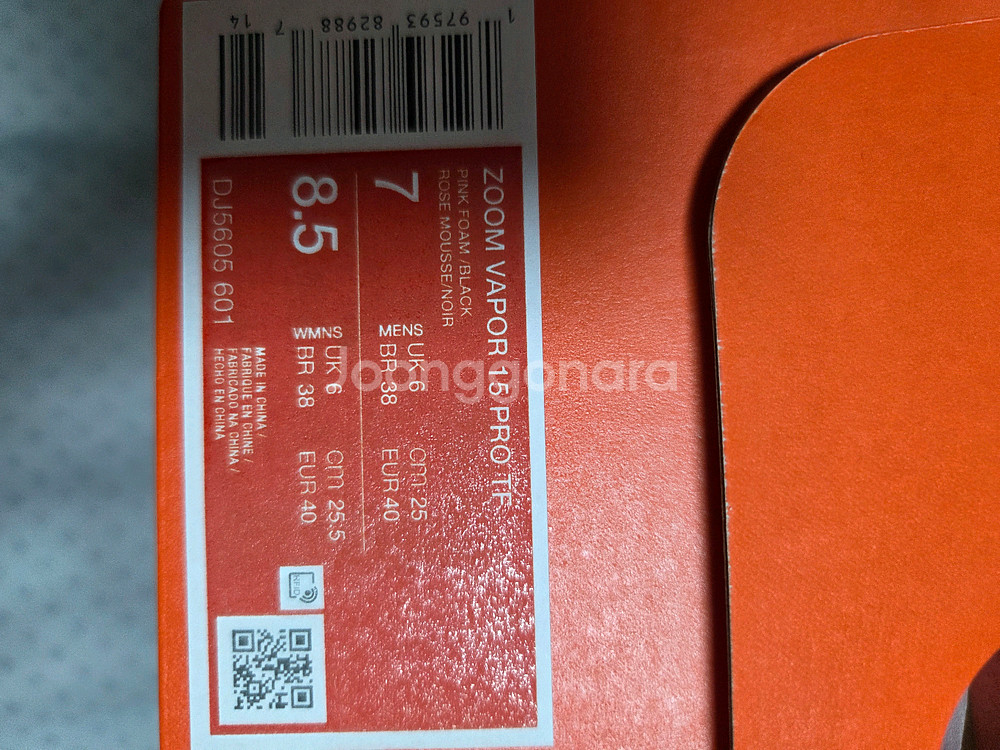 ZOOM VAPOR 15 PRO TF
PINK FOAM /BLACK
ROSE MOUSSE/NOIR
7
MENS UK 6 cm 25
BR 38 EUR 40
8.5
WMNS UK 6 cm 25.5
BR 38 EUR 40
DJ5605 601
MADE IN CHINA /
FABRIQUE EN CHINE /
FABRICADO NA CHINA /
HECHO EN CHINA
RFID
1 97593 82988 7
14
Joonggonara